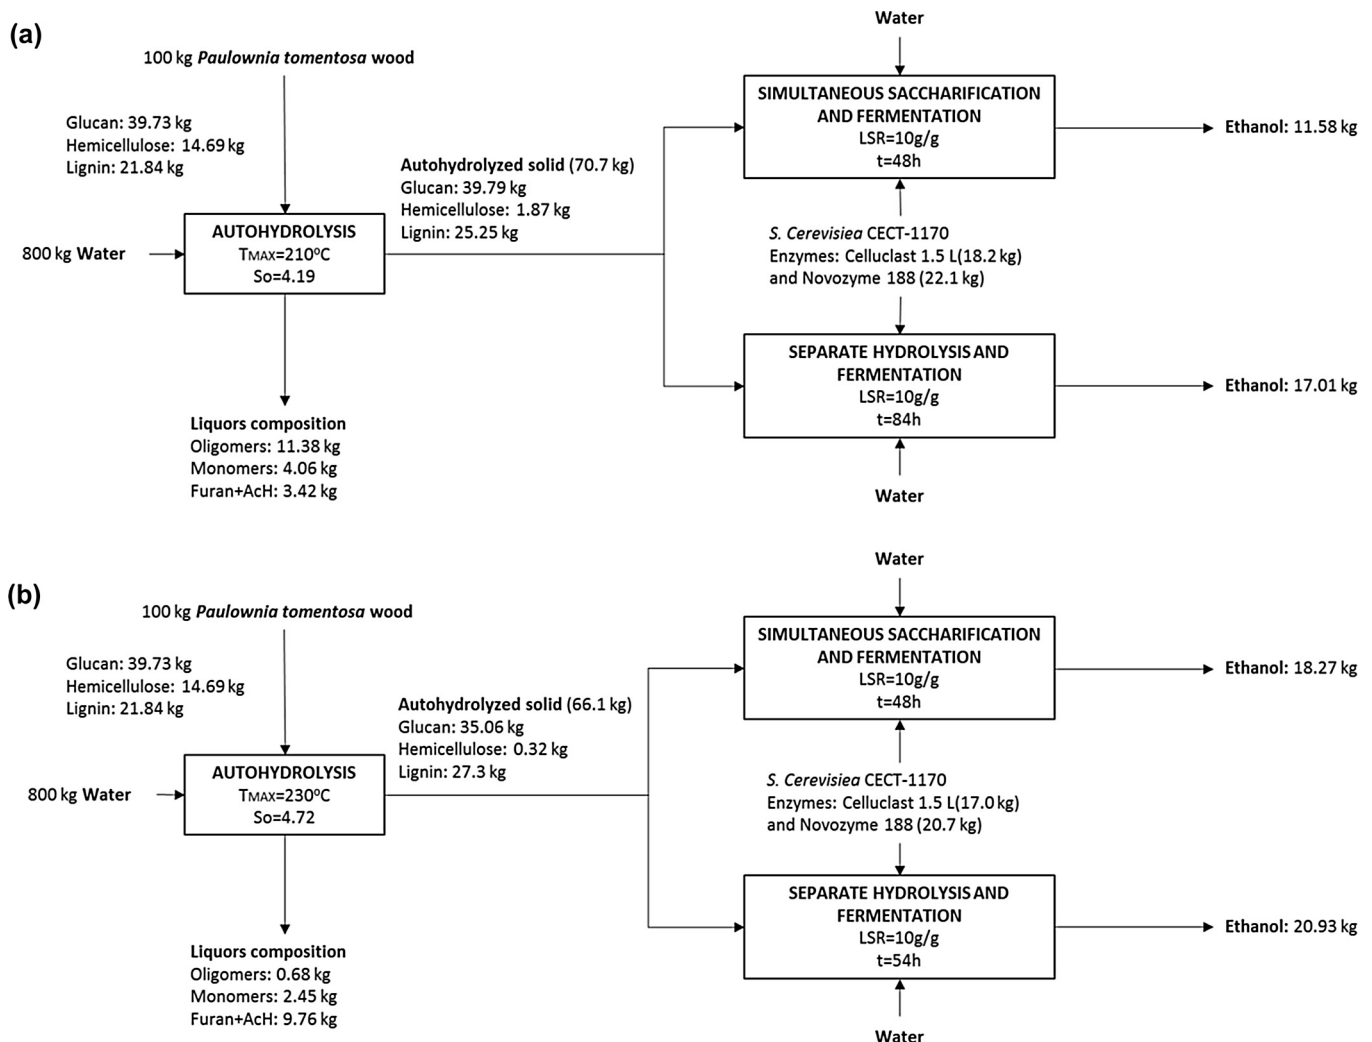 (a)
100 kg Paulownia tomentosa wood
Glucan: 39.73 kg
Hemicellulose: 14.69 kg
Lignin: 21.84 kg
800 kg Water
AUTOHYDROLYSIS
TMAX=210ºC
So=4.19
Liquors composition
Oligomers: 11.38 kg
Monomers: 4.06 kg
Furan+AcH: 3.42 kg
Autohydrolyzed solid (70.7 kg)
Glucan: 39.79 kg
Hemicellulose: 1.87 kg
Lignin: 25.25 kg
Water
SIMULTANEOUS SACCHARIFICATION
AND FERMENTATION
LSR=10g/g
t=48h
Ethanol: 11.58 kg
S. Cerevisiea CECT-1170
Enzymes: Celluclast 1.5 L(18.2 kg)
and Novozyme 188 (22.1 kg)
SEPARATE HYDROLYSIS AND
FERMENTATION
LSR=10g/g
t=84h
Ethanol: 17.01 kg
Water
(b)
100 kg Paulownia tomentosa wood
Glucan: 39.73 kg
Hemicellulose: 14.69 kg
Lignin: 21.84 kg
800 kg Water
AUTOHYDROLYSIS
TMAX=230ºC
So=4.72
Liquors composition
Oligomers: 0.68 kg
Monomers: 2.45 kg
Furan+AcH: 9.76 kg
Autohydrolyzed solid (66.1 kg)
Glucan: 35.06 kg
Hemicellulose: 0.32 kg
Lignin: 27.3 kg
Water
SIMULTANEOUS SACCHARIFICATION
AND FERMENTATION
LSR=10g/g
t=48h
Ethanol: 18.27 kg
S. Cerevisiea CECT-1170
Enzymes: Celluclast 1.5 L(17.0 kg)
and Novozyme 188 (20.7 kg)
SEPARATE HYDROLYSIS AND
FERMENTATION
LSR=10g/g
t=54h
Ethanol: 20.93 kg
Water